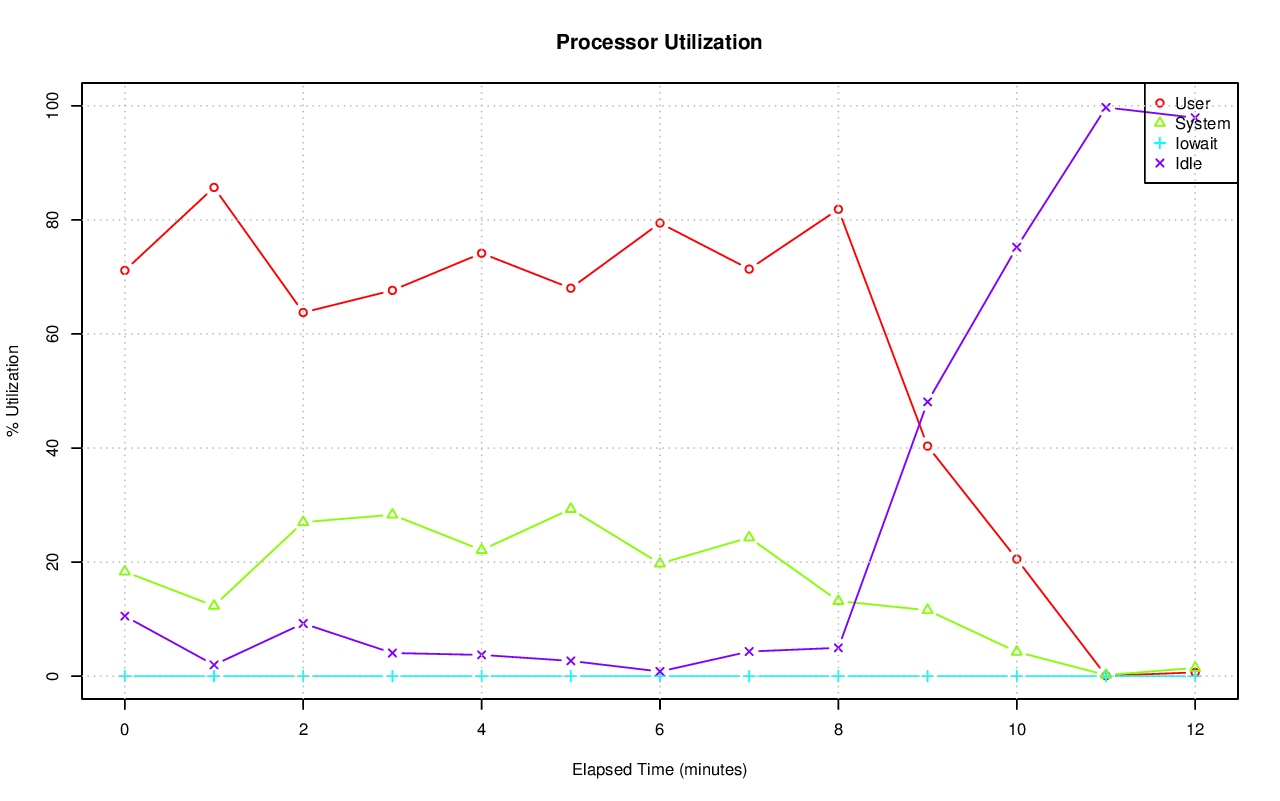 Processor Utilization
100
80
60
40
20
0
% Utilization
User
System
Iowait
Idle
0 2 4 6 8 10 12
Elapsed Time (minutes)